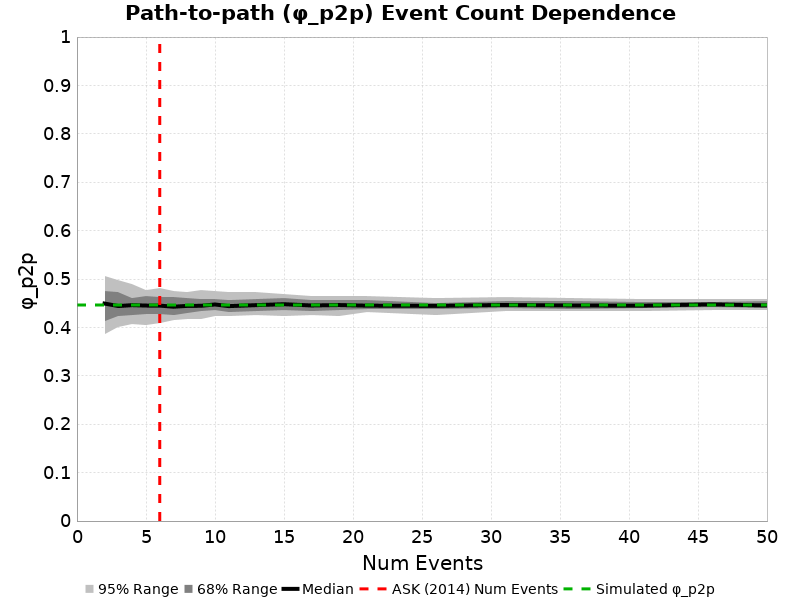 Path-to-path (φ_p2p) Event Count Dependence
1
0.9
0.8
0.7
0.6
0.5
0.4
0.3
0.2
0.1
0
φ_p2p
0 5 10 15 20 25 30 35 40 45 50
Num Events
95% Range 68% Range Median ASK (2014) Num Events Simulated φ_p2p